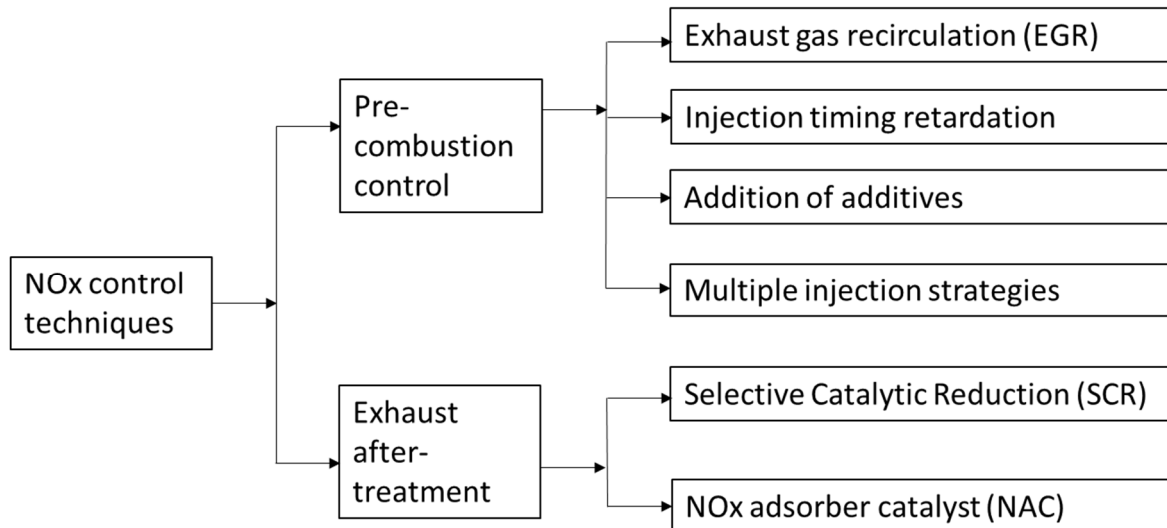 NOx control
techniques
Pre-
combustion
control
Exhaust gas recirculation (EGR)
Injection timing retardation
Addition of additives
Multiple injection strategies
Exhaust
after-
treatment
Selective Catalytic Reduction (SCR)
NOx adsorber catalyst (NAC)